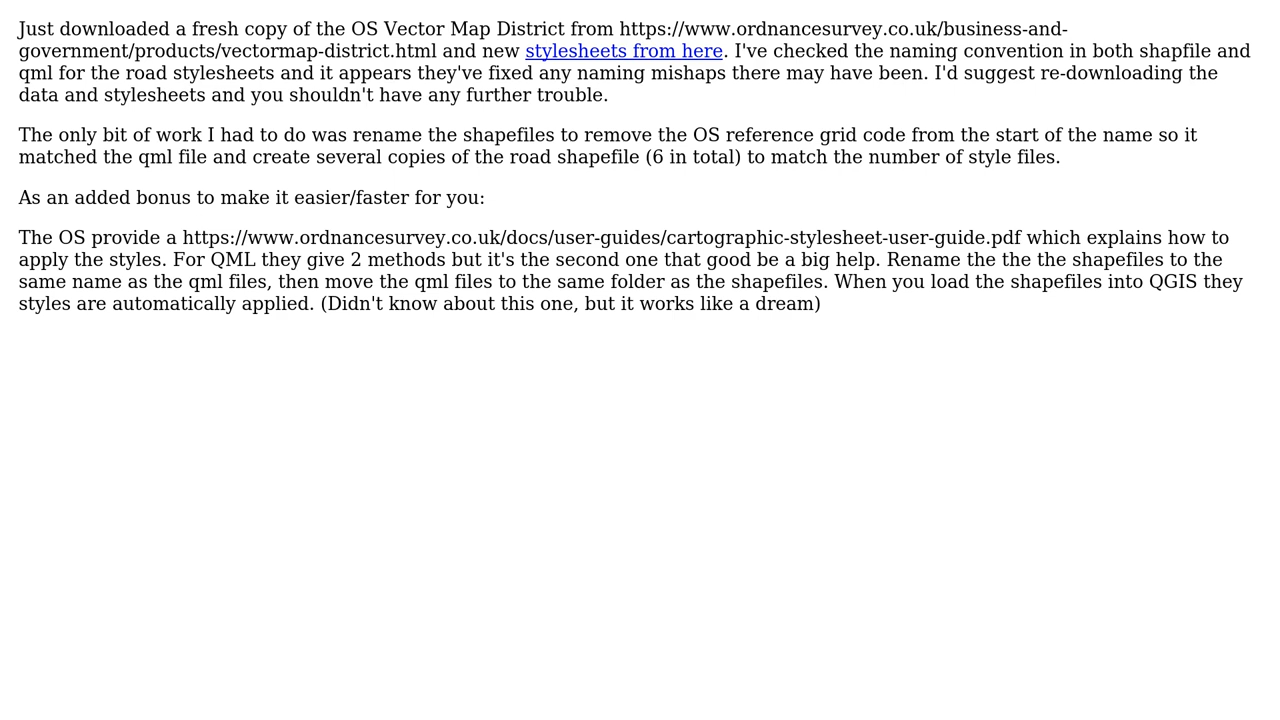 Just downloaded a fresh copy of the OS Vector Map District from https://www.ordnancesurvey.co.uk/business-and-
government/products/vectormap-district.html and new stylesheets from here. I've checked the naming convention in both shapfile and
qml for the road stylesheets and it appears they've fixed any naming mishaps there may have been. I'd suggest re-downloading the
data and stylesheets and you shouldn't have any further trouble.
The only bit of work I had to do was rename the shapefiles to remove the OS reference grid code from the start of the name so it
matched the qml file and create several copies of the road shapefile (6 in total) to match the number of style files.
As an added bonus to make it easier/faster for you:
The OS provide a https://www.ordnancesurvey.co.uk/docs/user-guides/cartographic-stylesheet-user-guide.pdf which explains how to
apply the styles. For QML they give 2 methods but it's the second one that good be a big help. Rename the the the shapefiles to the
same name as the qml files, then move the qml files to the same folder as the shapefiles. When you load the shapefiles into QGIS they
styles are automatically applied. (Didn't know about this one, but it works like a dream)